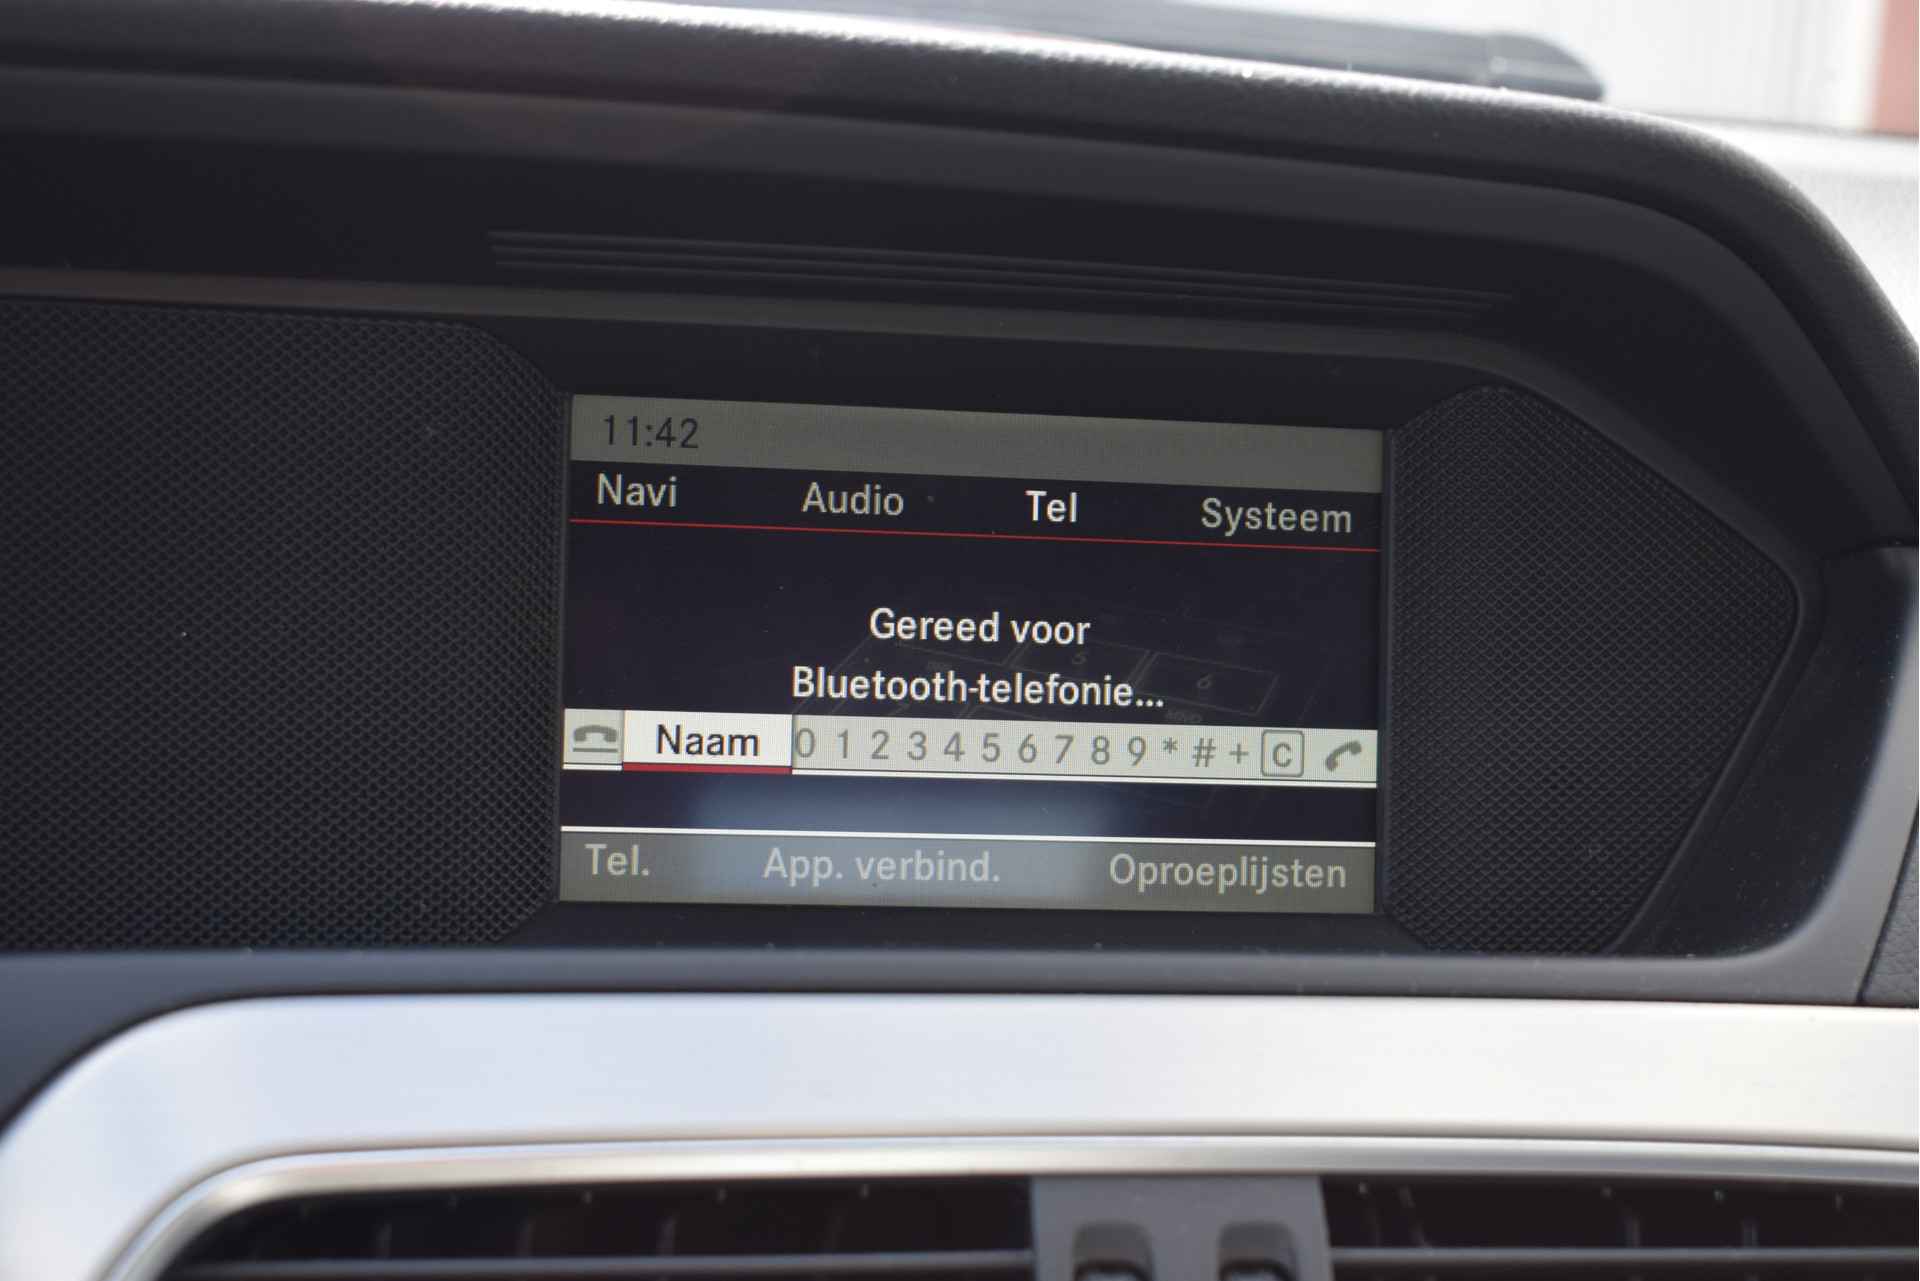 11:42
Navi Audio Tel Systeem
Gereed voor
Bluetooth-telefonie...
Naam 0 1 2 3 4 5 6 7 8 9 * # + C
Tel. App. verbind. Oproeplijsten